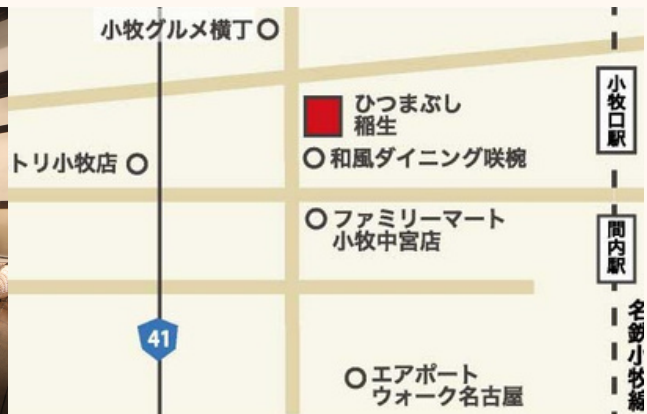 小牧グルメ横丁
ひつまぶし
稲生
小牧口駅
トリ小牧店
和風ダイニング咲椀
ファミリーマート
小牧中宮店
間内駅
41
エアポート
ウォーク名古屋
名鉄小牧線